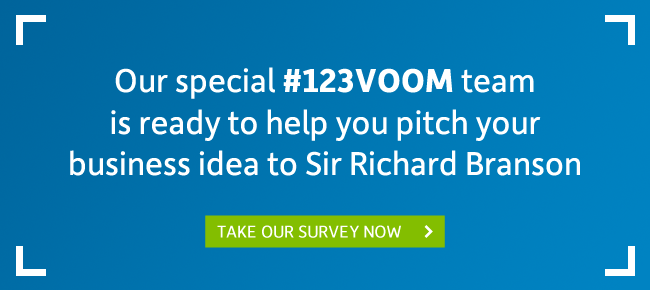 Our special #123VOOM team
is ready to help you pitch your
business idea to Sir Richard Branson
TAKE OUR SURVEY NOW